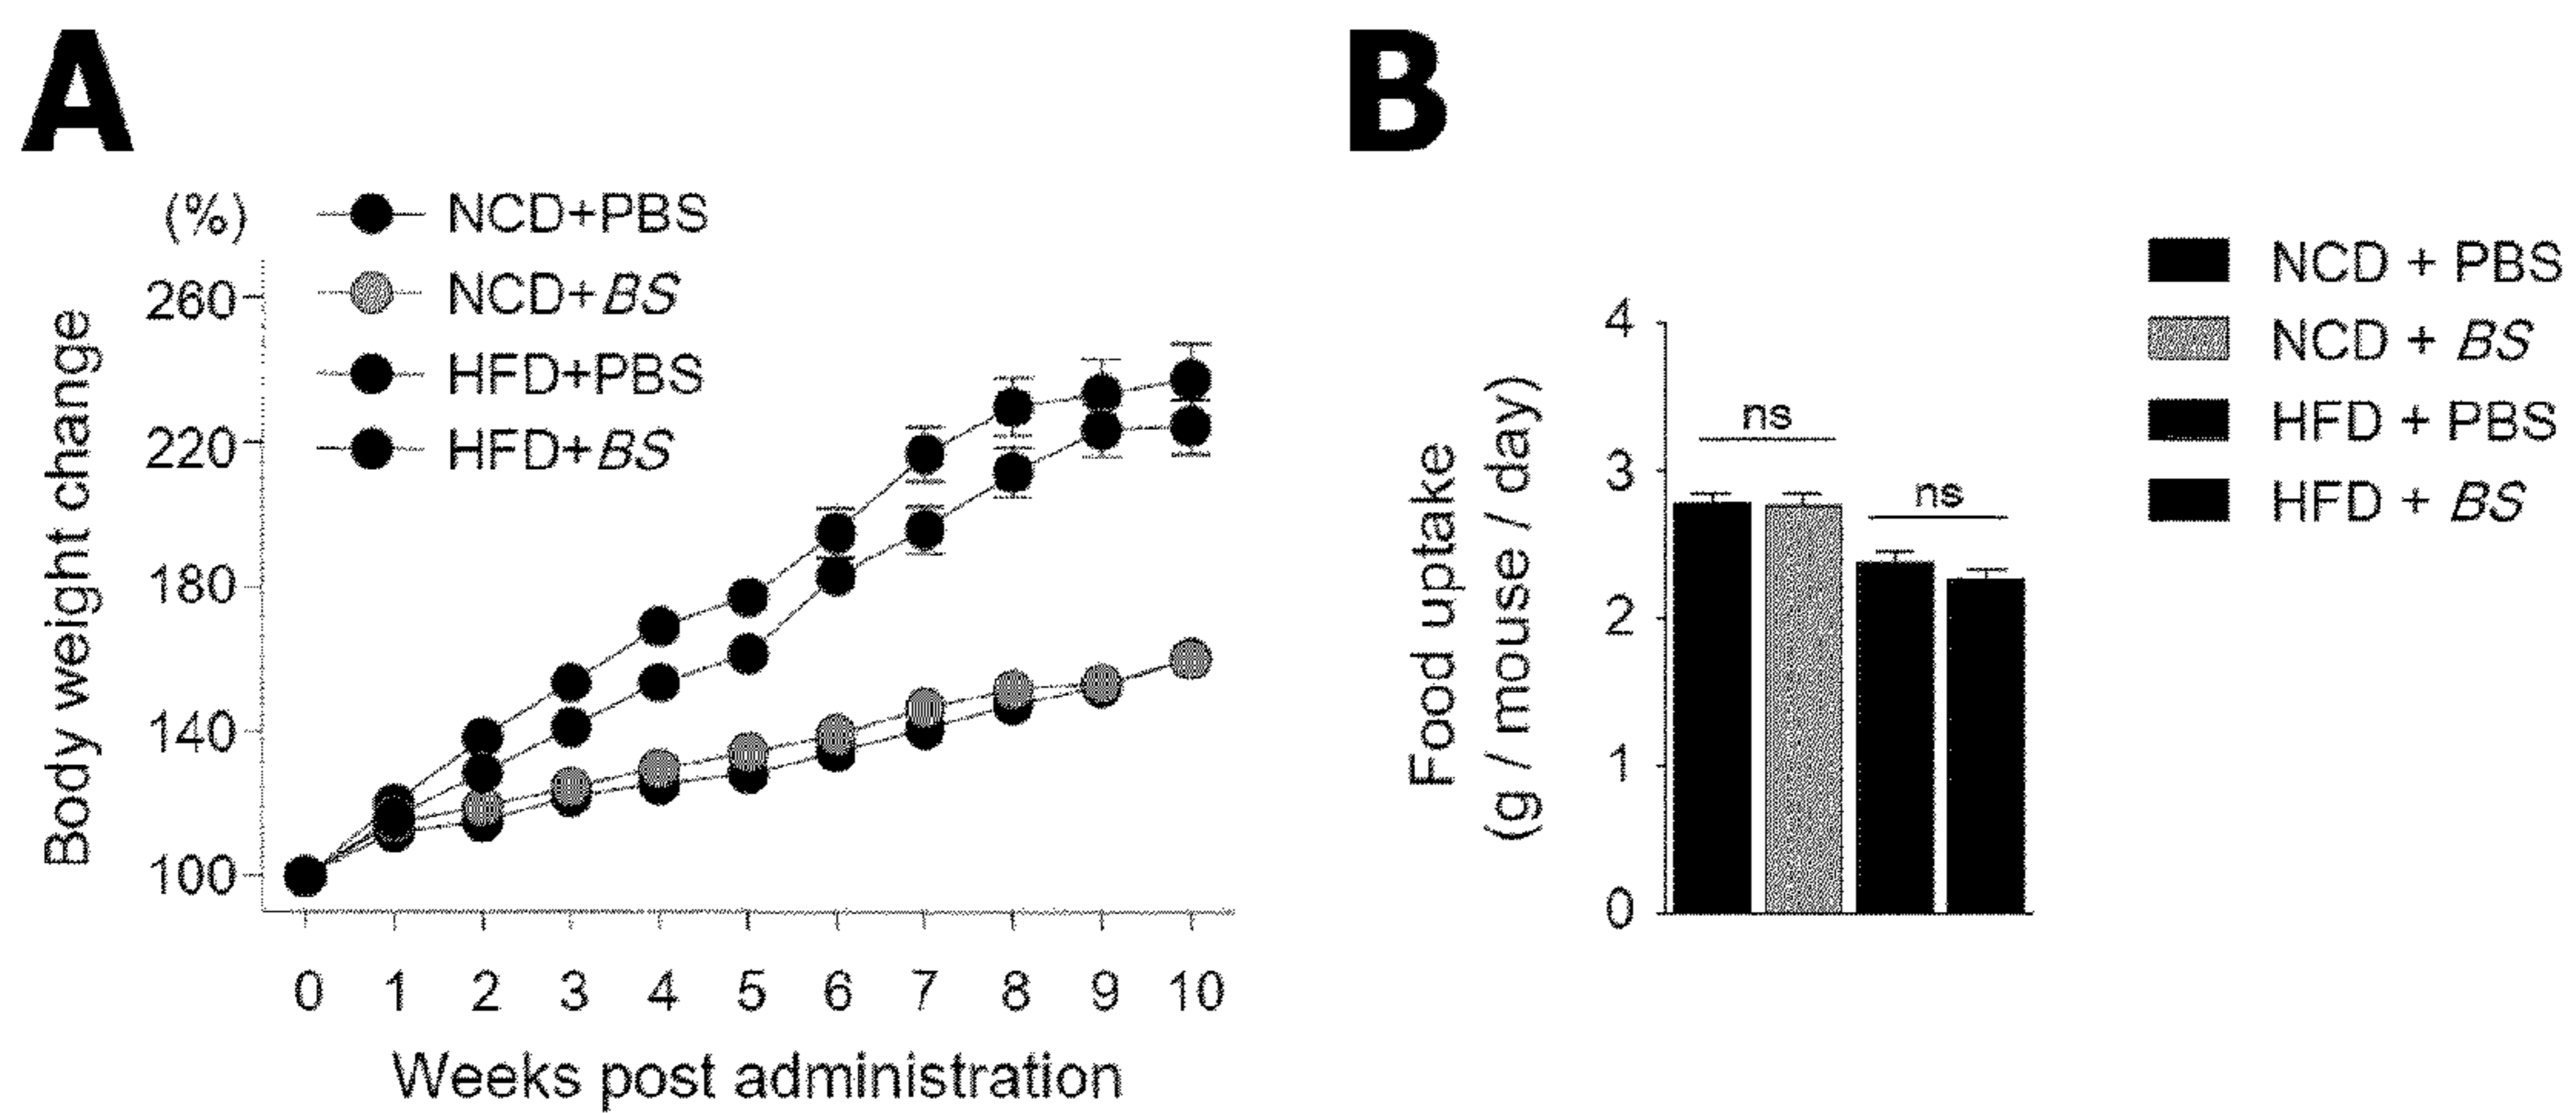 A
(%)
NCD+PBS
NCD+BS
HFD+PBS
HFD+BS
260
220
180
140
100
Body weight change
0 1 2 3 4 5 6 7 8 9 10
Weeks post administration
B
NCD + PBS
NCD + BS
HFD + PBS
HFD + BS
4
3
2
1
0
ns
ns
Food uptake
(g / mouse / day)